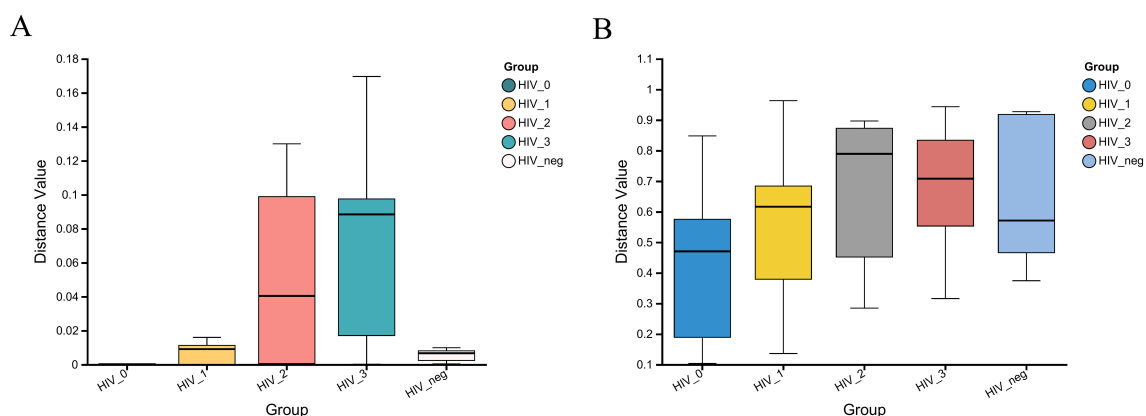 A
0.18
0.16
0.14
0.12
0.1
0.08
0.06
0.04
0.02
0
Distance Value
HIV_0
HIV_1
HIV_2
HIV_3
HIV_neg
Group
Group
HIV_0
HIV_1
HIV_2
HIV_3
HIV_neg
B
1.1
1
0.9
0.8
0.7
0.6
0.5
0.4
0.3
0.2
0.1
Distance Value
HIV_0
HIV_1
HIV_2
HIV_3
HIV_neg
Group
Group
HIV_0
HIV_1
HIV_2
HIV_3
HIV_neg